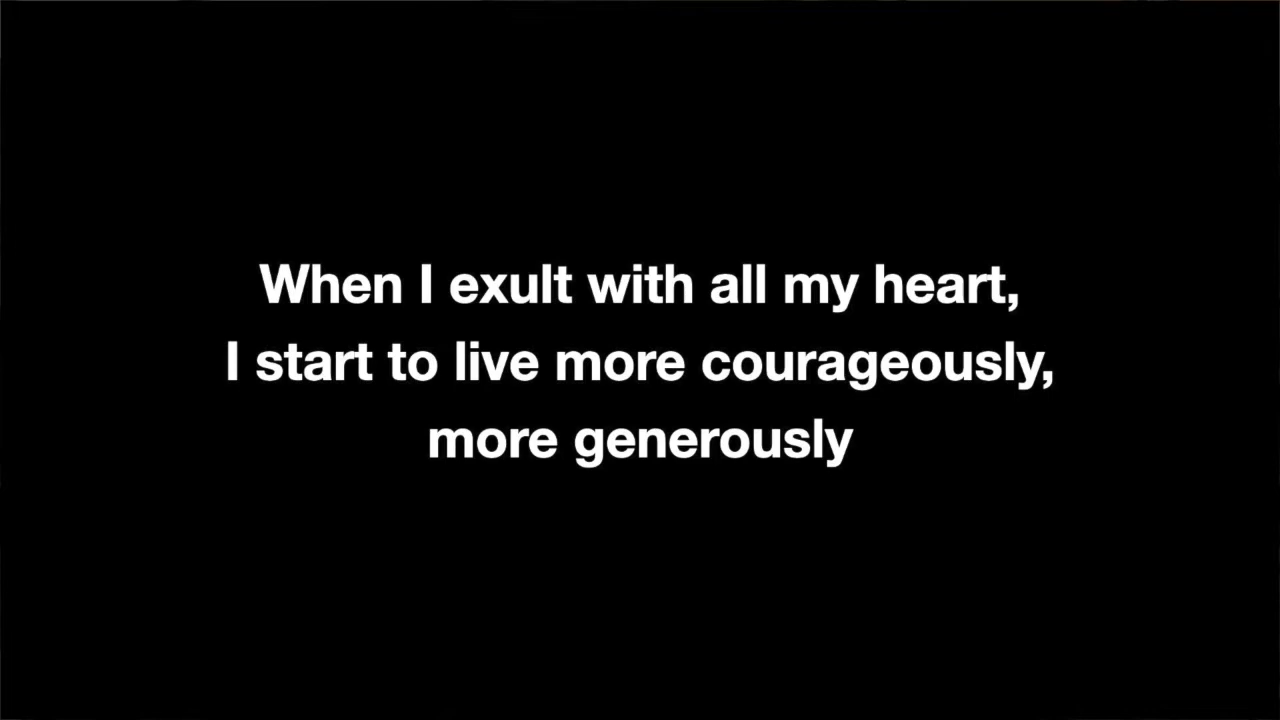 When I exult with all my heart,
I start to live more courageously,
more generously